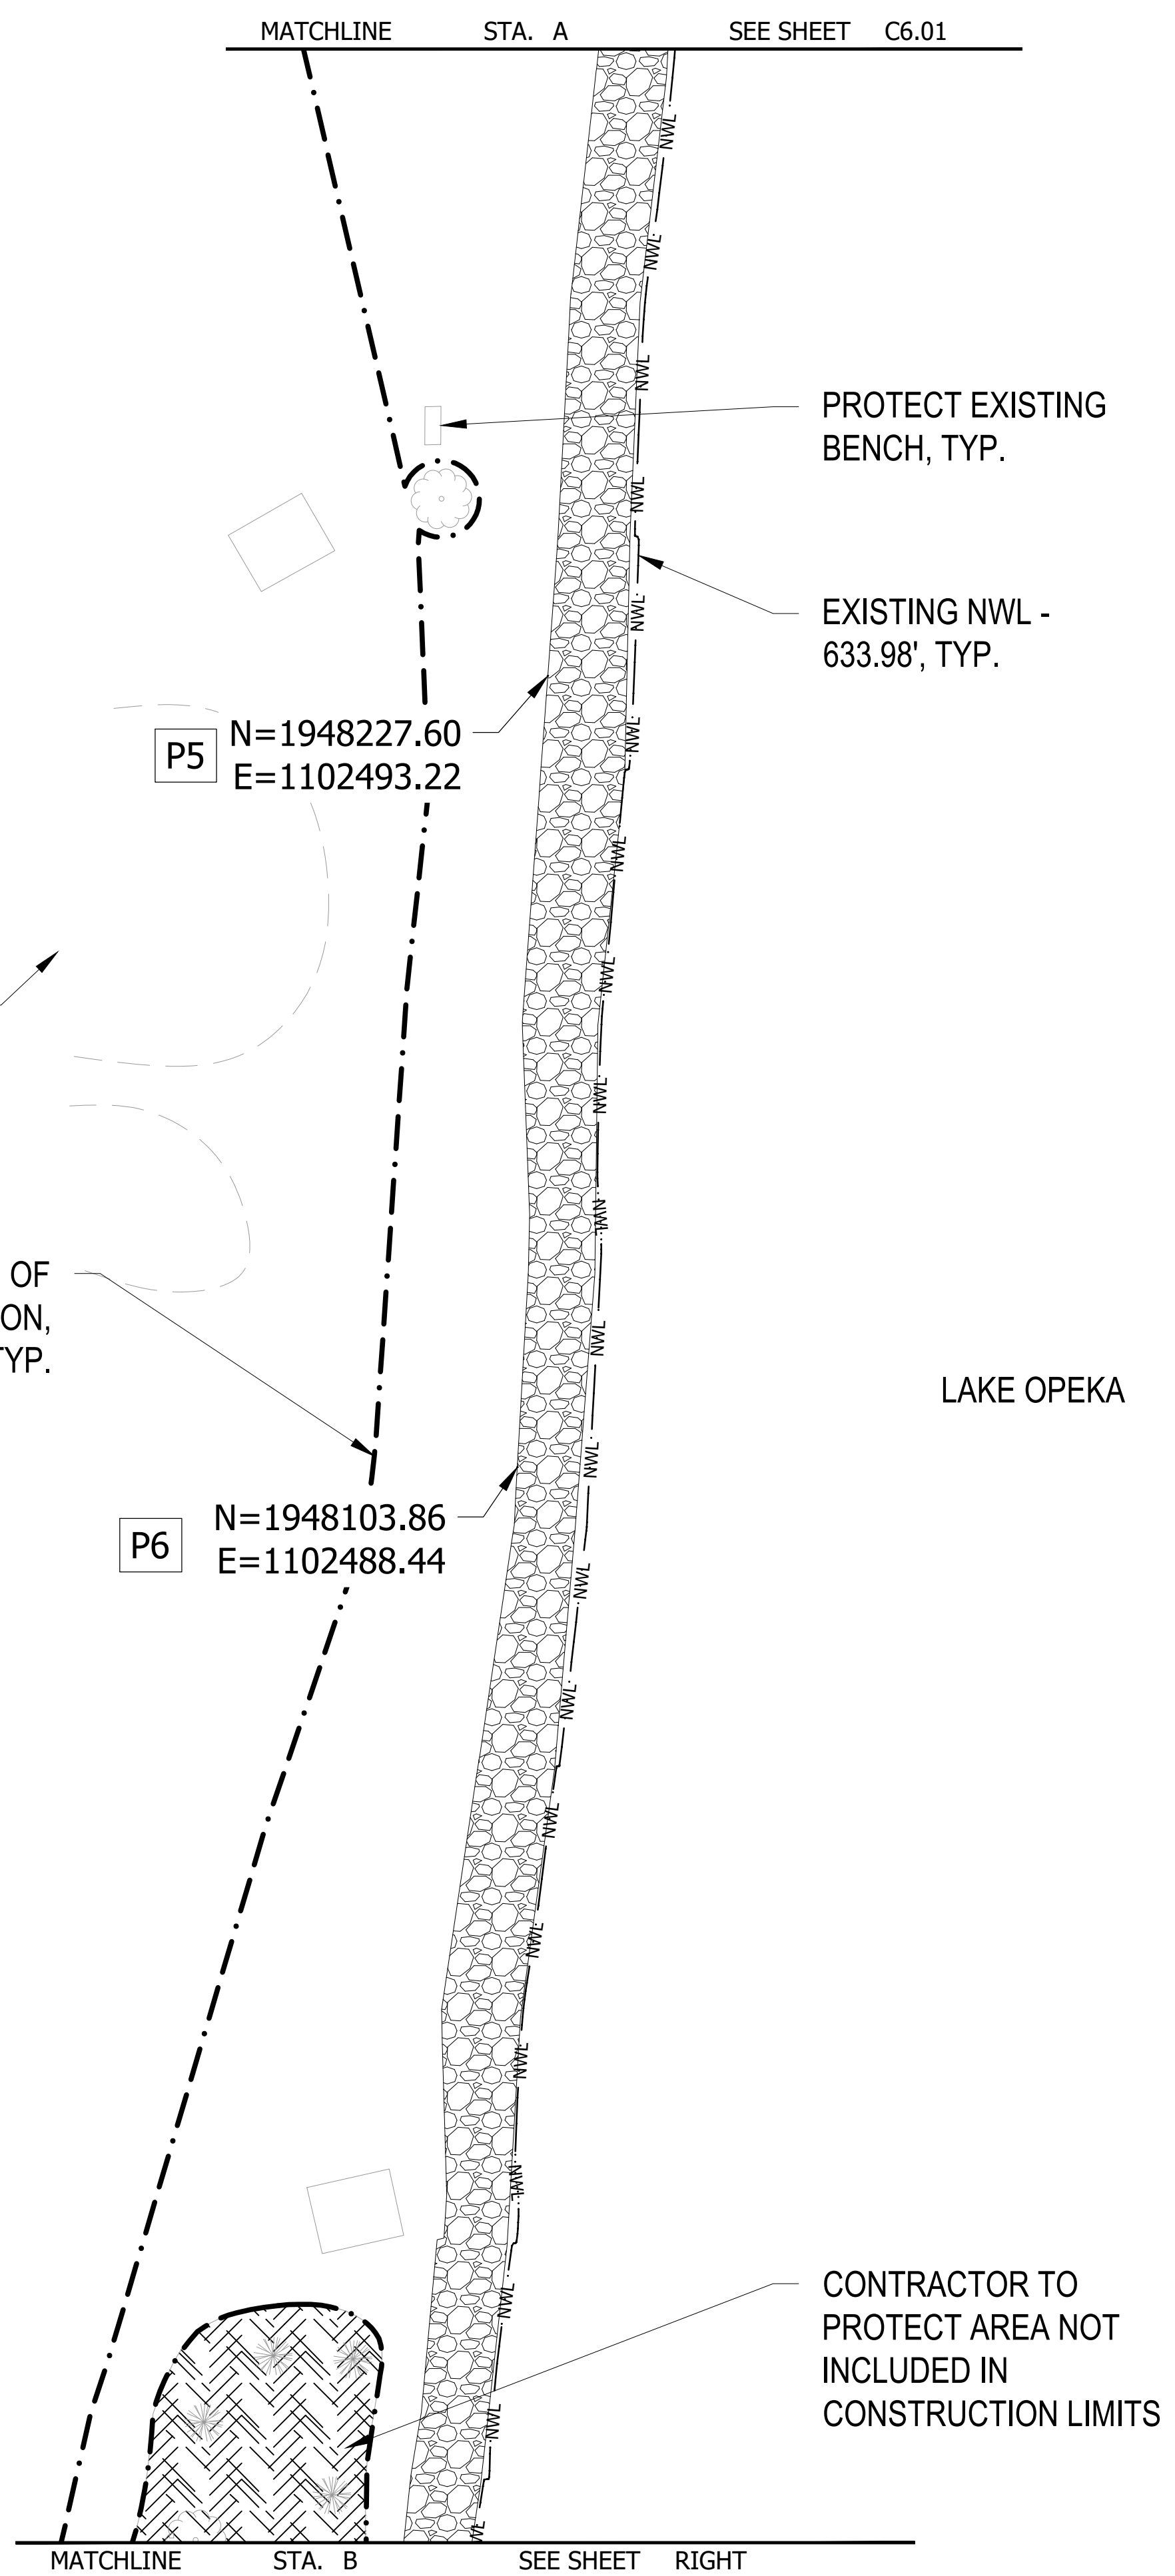 MATCHLINE STA. A SEE SHEET C6.01
NWL
NWL
NWL
PROTECT EXISTING
BENCH, TYP.
NWL
EXISTING NWL -
633.98', TYP.
NWL
P5
N=1948227.60
E=1102493.22
NWL
NWL
NWL
NWL
NWL
OF
ON,
TYP.
NWL
LAKE OPEKA
NWL
P6
N=1948103.86
E=1102488.44
NWL
NWL
NWL
NWL
NWL
NWL
CONTRACTOR TO
PROTECT AREA NOT
INCLUDED IN
CONSTRUCTION LIMITS
NWL
NWL
WL
MATCHLINE STA. B SEE SHEET RIGHT